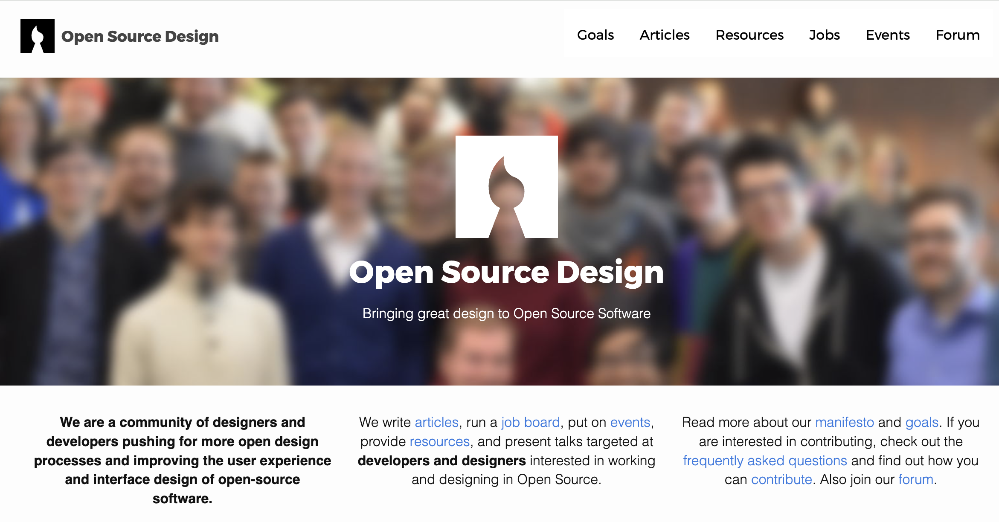 Open Source Design
Goals Articles Resources Jobs Events Forum
Open Source Design
Bringing great design to Open Source Software
We are a community of designers and
developers pushing for more open design
processes and improving the user experience
and interface design of open-source
software.
We write articles, run a job board, put on events,
provide resources, and present talks targeted at
developers and designers interested in working
and designing in Open Source.
Read more about our manifesto and goals. If you
are interested in contributing, check out the
frequently asked questions and find out how you
can contribute. Also join our forum.